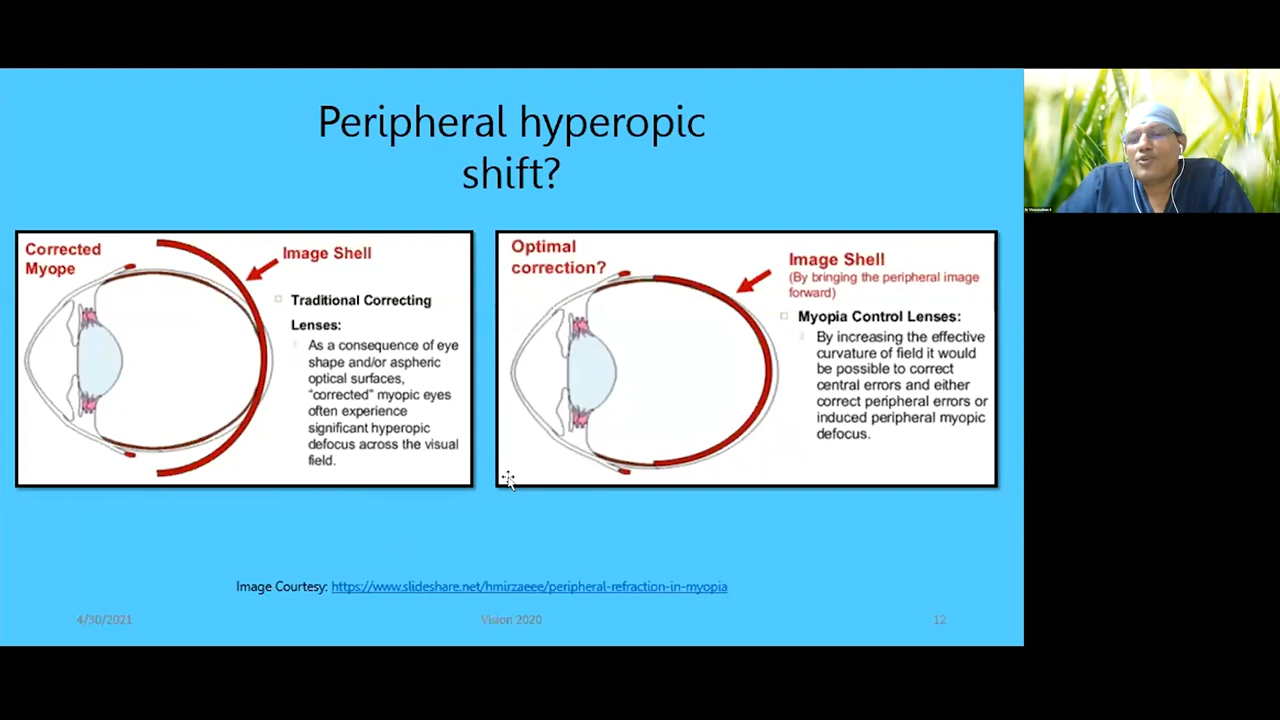 Peripheral hyperopic
shift?
Corrected
Myope
Image Shell
Traditional Correcting
Lenses:
As a consequence of eye
shape and/or aspheric
optical surfaces,
“corrected” myopic eyes
often experience
significant hyperopic
defocus across the visual
field.
Optimal
correction?
Image Shell
(By bringing the peripheral image
forward)
Myopia Control Lenses:
By increasing the effective
curvature of field it would
be possible to correct
central errors and either
correct peripheral errors or
induced peripheral myopic
defocus.
Image Courtesy: https://www.slideshare.net/hmirzaeee/peripheral-refraction-in-myopia
4/30/2021
Vision 2020
12